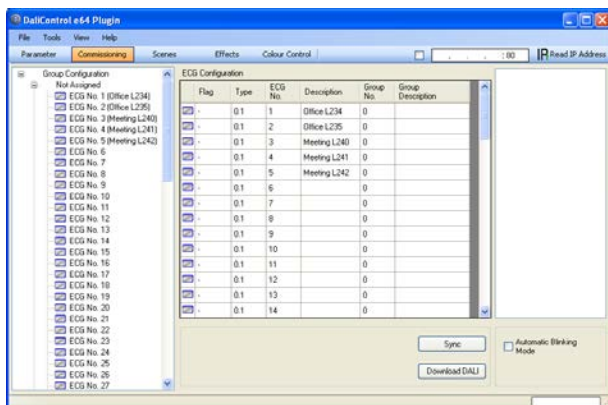 DaliControl e64 Plugin
File Tools View Help
Parameter Commissioning Scenes Effects Colour Control . . . :80 IP Read IP Address
Group Configuration
Not Assigned
ECG No. 1 (Office L234)
ECG No. 2 (Office L235)
ECG No. 3 (Meeting L240)
ECG No. 4 (Meeting L241)
ECG No. 5 (Meeting L242)
ECG No. 6
ECG No. 7
ECG No. 8
ECG No. 9
ECG No. 10
ECG No. 11
ECG No. 12
ECG No. 13
ECG No. 14
ECG No. 15
ECG No. 16
ECG No. 17
ECG No. 18
ECG No. 19
ECG No. 20
ECG No. 21
ECG No. 22
ECG No. 23
ECG No. 24
ECG No. 25
ECG No. 26
ECG No. 27
ECG Configuration
Flag Type ECG No. Description Group No. Group Description
- 0.1 1 Office L234 0
- 0.1 2 Office L235 0
- 0.1 3 Meeting L240 0
- 0.1 4 Meeting L241 0
- 0.1 5 Meeting L242 0
- 0.1 6 0
- 0.1 7 0
- 0.1 8 0
- 0.1 9 0
- 0.1 10 0
- 0.1 11 0
- 0.1 12 0
- 0.1 13 0
- 0.1 14 0
Sync
Download DALI
Automatic Blinking
Mode